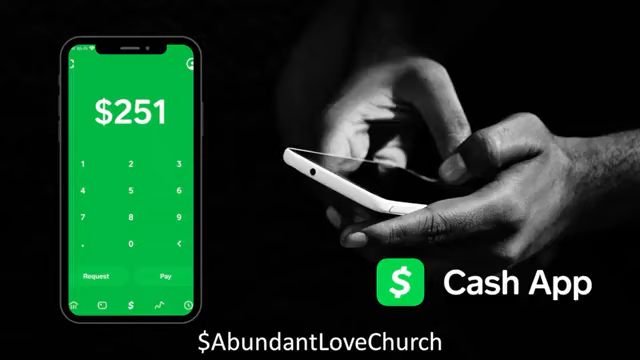 $251
1 2 3
4 5 6
7 8 9
. 0 <
Request Pay
$
$ Cash App
$AbundantLoveChurch